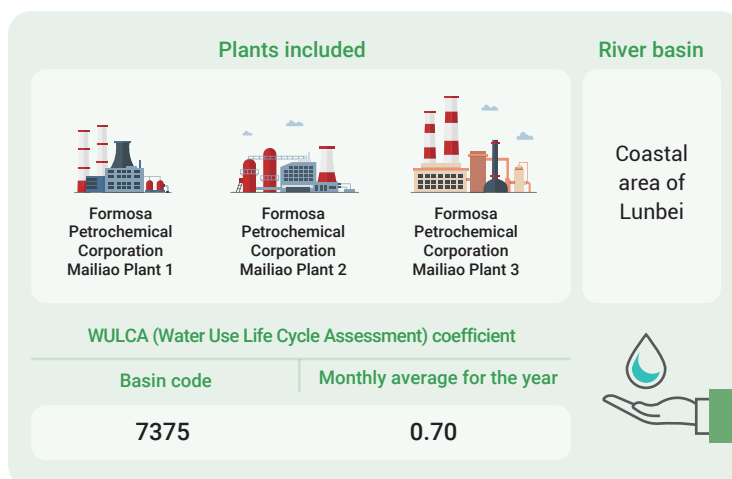 Plants included
River basin
Formosa
Petrochemical
Corporation
Mailiao Plant 1
Formosa
Petrochemical
Corporation
Mailiao Plant 2
Formosa
Petrochemical
Corporation
Mailiao Plant 3
Coastal
area of
Lunbei
WULCA (Water Use Life Cycle Assessment) coefficient
Basin code
Monthly average for the year
7375
0.70